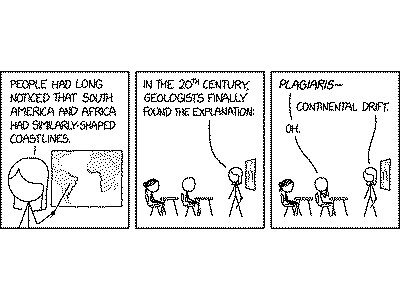 PEOPLE HAD LONG
NOTICED THAT SOUTH
AMERICA AND AFRICA
HAD SIMILARLY-SHAPED
COASTLINES.
IN THE 20TH CENTURY,
GEOLOGISTS FINALLY
FOUND THE EXPLANATION:
PLAGIARIS—
CONTINENTAL DRIFT.
OH.